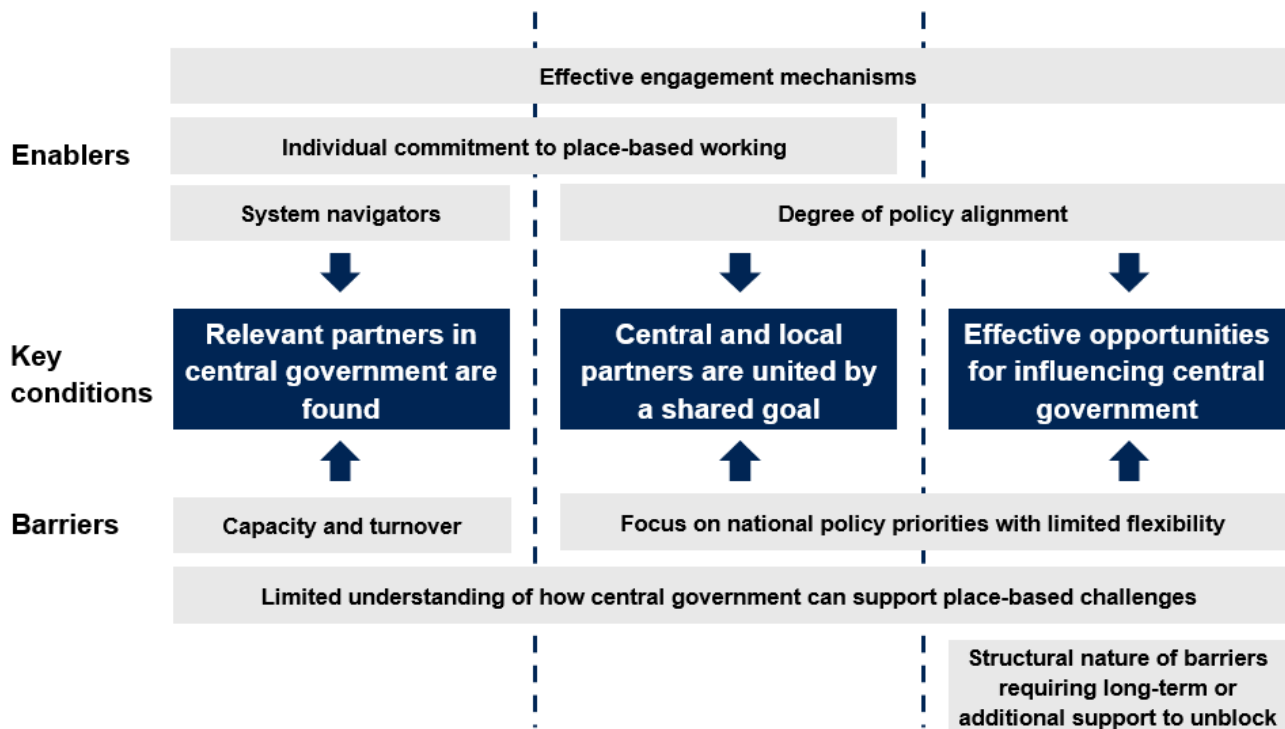 Effective engagement mechanisms
Enablers
Individual commitment to place-based working
System navigators
Degree of policy alignment
Key
conditions
Relevant partners in
central government are
found
Central and local
partners are united by
a shared goal
Effective opportunities
for influencing central
government
Barriers
Capacity and turnover
Focus on national policy priorities with limited flexibility
Limited understanding of how central government can support place-based challenges
Structural nature of barriers
requiring long-term or
additional support to unblock